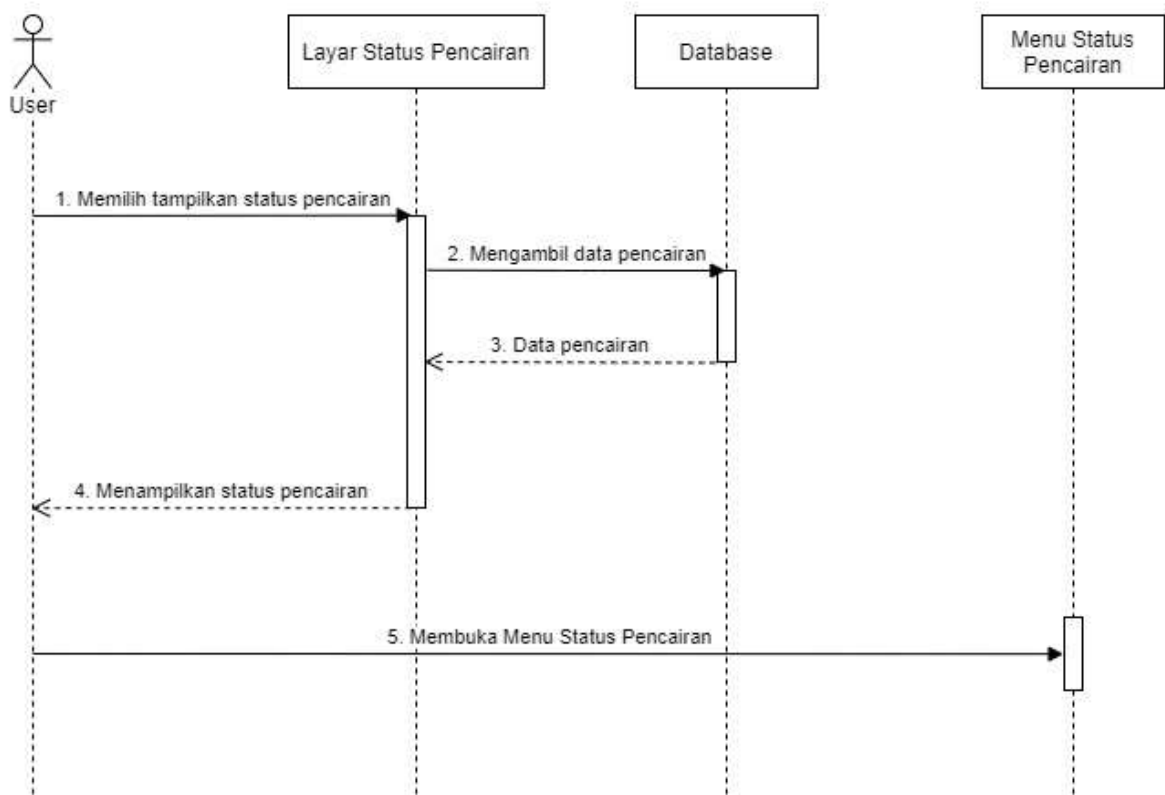 User
Layar Status Pencairan
Database
Menu Status
Pencairan
1. Memilih tampilkan status pencairan
2. Mengambil data pencairan
3. Data pencairan
4. Menampilkan status pencairan
5. Membuka Menu Status Pencairan